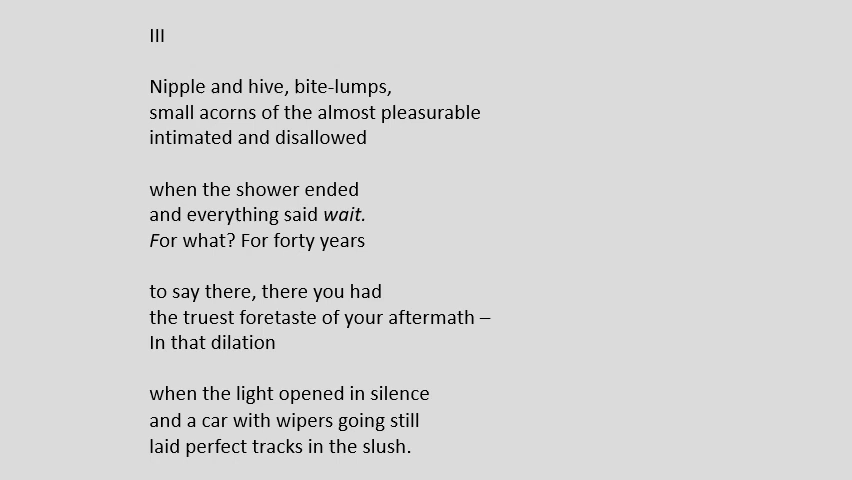 III
Nipple and hive, bite-lumps,
small acorns of the almost pleasurable
intimated and disallowed
when the shower ended
and everything said wait.
For what? For forty years
to say there, there you had
the truest foretaste of your aftermath –
In that dilation
when the light opened in silence
and a car with wipers going still
laid perfect tracks in the slush.